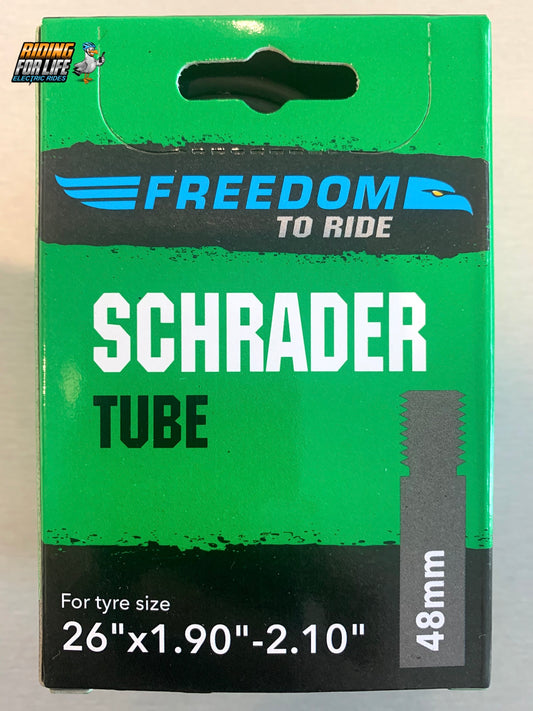 RIDING
FOR LIFE
ELECTRIC RIDES
FREEDOM
TO RIDE
SCHRADER
TUBE
For tyre size
26"x1.90"-2.10"
48mm